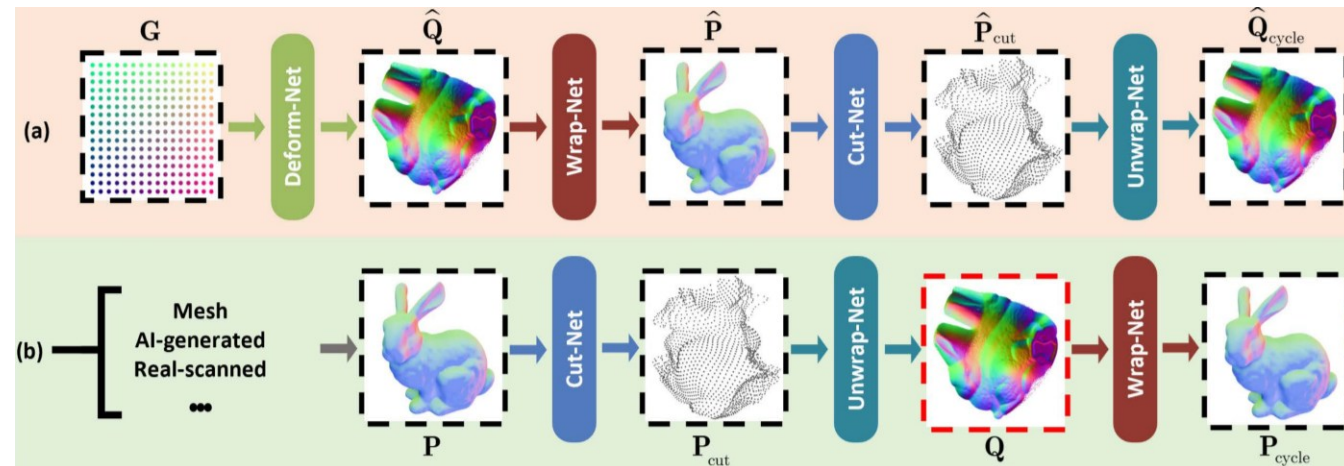 G Q̂ P̂ P̂cut Q̂cycle
(a) Deform-Net Wrap-Net Cut-Net Unwrap-Net
(b) Mesh
AI-generated
Real-scanned
•••
Cut-Net Unwrap-Net Wrap-Net
P Pcut Q Pcycle